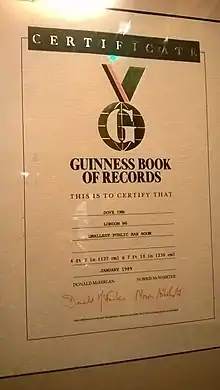 CERTIFICATE
G
GUINNESS BOOK
OF RECORDS
THIS IS TO CERTIFY THAT
DOVE INN
LONDON W6
SMALLEST PUBLIC BAR ROOM
4 ft 2 in (127 cm) x 7 ft 10 in (239 cm)
JANUARY 1989
DONALD McFARLAN NORRIS McWHIRTER